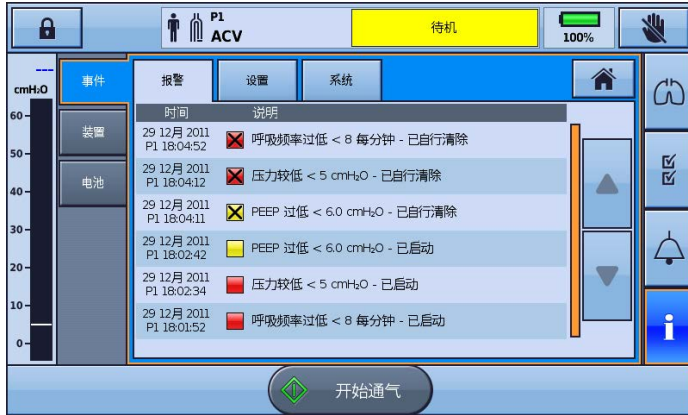 P1
ACV
待机
100%
---
cmH₂O
60
50
40
30
20
10
0
事件
装置
电池
报警
设置
系统
时间 说明
29 12月 2011
P1 18:04:52
呼吸频率过低 < 8 每分钟 - 已自行清除
29 12月 2011
P1 18:04:12
压力较低 < 5 cmH₂O - 已自行清除
29 12月 2011
P1 18:04:11
PEEP 过低 < 6.0 cmH₂O - 已自行清除
29 12月 2011
P1 18:02:42
PEEP 过低 < 6.0 cmH₂O - 已启动
29 12月 2011
P1 18:02:34
压力较低 < 5 cmH₂O - 已启动
29 12月 2011
P1 18:01:52
呼吸频率过低 < 8 每分钟 - 已启动
i
开始通气